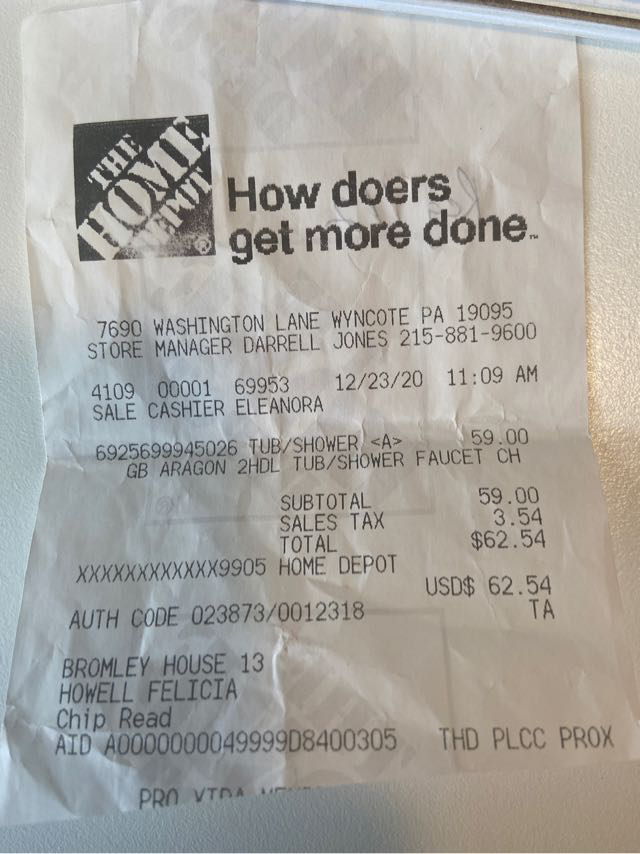 THE
HOME
DEPOT
®
How doers
get more done.™
7690 WASHINGTON LANE WYNCOTE PA 19095
STORE MANAGER DARRELL JONES 215-881-9600
4109 00001 69953 12/23/20 11:09 AM
SALE CASHIER ELEANORA
6925699945026 TUB/SHOWER <A> 59.00
GB ARAGON 2HDL TUB/SHOWER FAUCET CH
SUBTOTAL 59.00
SALES TAX 3.54
TOTAL $62.54
XXXXXXXXXXXX9905 HOME DEPOT
USD$ 62.54
AUTH CODE 023873/0012318 TA
BROMLEY HOUSE 13
HOWELL FELICIA
Chip Read
AID A0000000049999D8400305 THD PLCC PROX
PRO XTRA